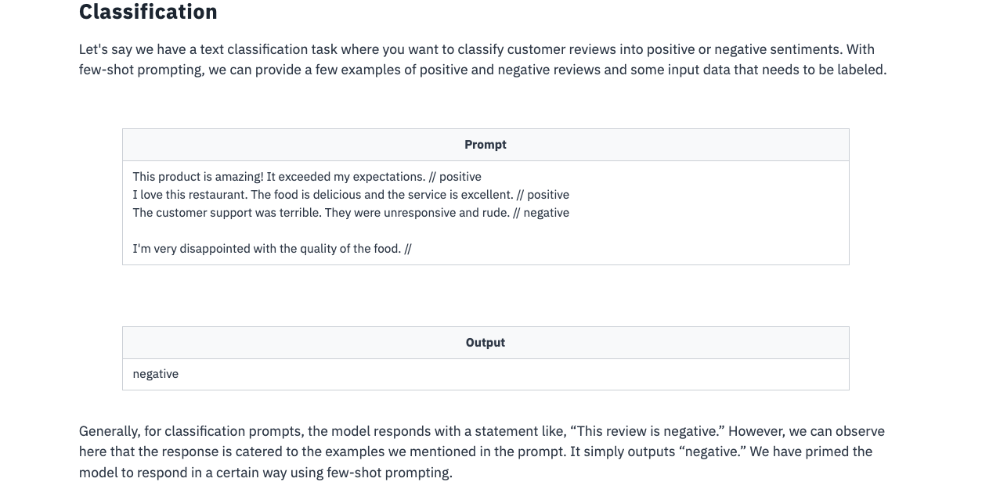 Classification
Let's say we have a text classification task where you want to classify customer reviews into positive or negative sentiments. With
few-shot prompting, we can provide a few examples of positive and negative reviews and some input data that needs to be labeled.
Prompt
This product is amazing! It exceeded my expectations. // positive
I love this restaurant. The food is delicious and the service is excellent. // positive
The customer support was terrible. They were unresponsive and rude. // negative
I'm very disappointed with the quality of the food. //
Output
negative
Generally, for classification prompts, the model responds with a statement like, “This review is negative.” However, we can observe
here that the response is catered to the examples we mentioned in the prompt. It simply outputs “negative.” We have primed the
model to respond in a certain way using few-shot prompting.